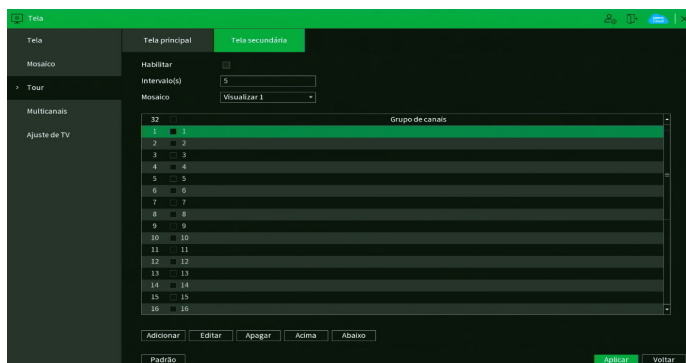 Tela
Tela
Mosaico
> Tour
Multicanais
Ajuste de TV
Tela principal
Tela secundária
Habilitar
Intervalo(s) 5
Mosaico Visualizar 1
32 Grupo de canais
1 1
2 2
3 3
4 4
5 5
6 6
7 7
8 8
9 9
10 10
11 11
12 12
13 13
14 14
15 15
16 16
Adicionar Editar Apagar Acima Abaixo
Padrão Aplicar Voltar